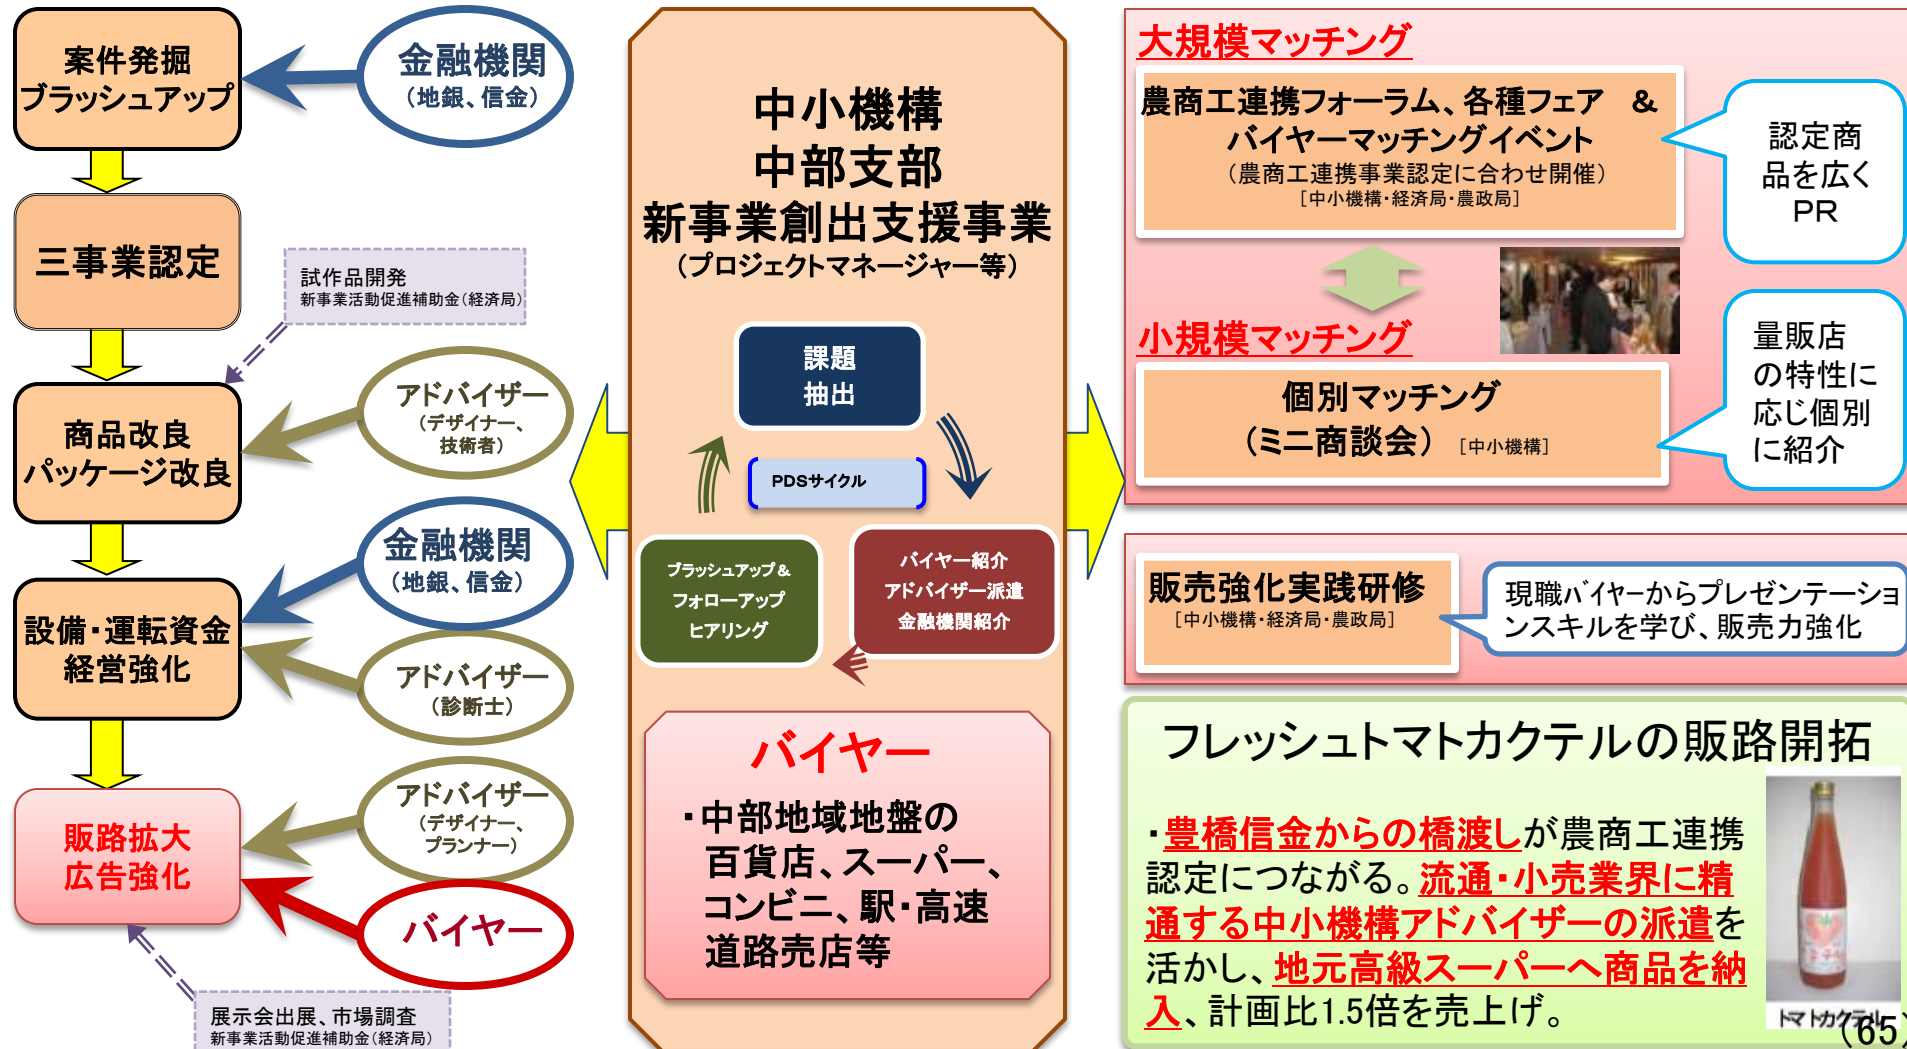 案件発掘
ブラッシュアップ
金融機関
（地銀、信金）
三事業認定
試作品開発
新事業活動促進補助金（経済局）
商品改良
パッケージ改良
アドバイザー
（デザイナー、
技術者）
金融機関
（地銀、信金）
設備・運転資金
経営強化
アドバイザー
（診断士）
アドバイザー
（デザイナー、
プランナー）
販路拡大
広告強化
バイヤー
展示会出展、市場調査
新事業活動促進補助金（経済局）
中小機構
中部支部
新事業創出支援事業
（プロジェクトマネージャー等）
課題
抽出
PDSサイクル
ブラッシュアップ＆
フォローアップ
ヒアリング
バイヤー紹介
アドバイザー派遣
金融機関紹介
バイヤー
・中部地域地盤の
百貨店、スーパー、
コンビニ、駅・高速
道路売店等
大規模マッチング
農商工連携フォーラム、各種フェア　＆
バイヤーマッチングイベント
（農商工連携事業認定に合わせ開催）
［中小機構・経済局・農政局］
認定商
品を広く
ＰＲ
小規模マッチング
個別マッチング
（ミニ商談会）　［中小機構］
量販店
の特性に
応じ個別
に紹介
販売強化実践研修
［中小機構・経済局・農政局］
現職バイヤーからプレゼンテーショ
ンスキルを学び、販売力強化
フレッシュトマトカクテルの販路開拓
・豊橋信金からの橋渡しが農商工連携
認定につながる。流通・小売業界に精
通する中小機構アドバイザーの派遣を
活かし、地元高級スーパーへ商品を納
入、計画比1.5倍を売上げ。
トマトカクテル
（65）